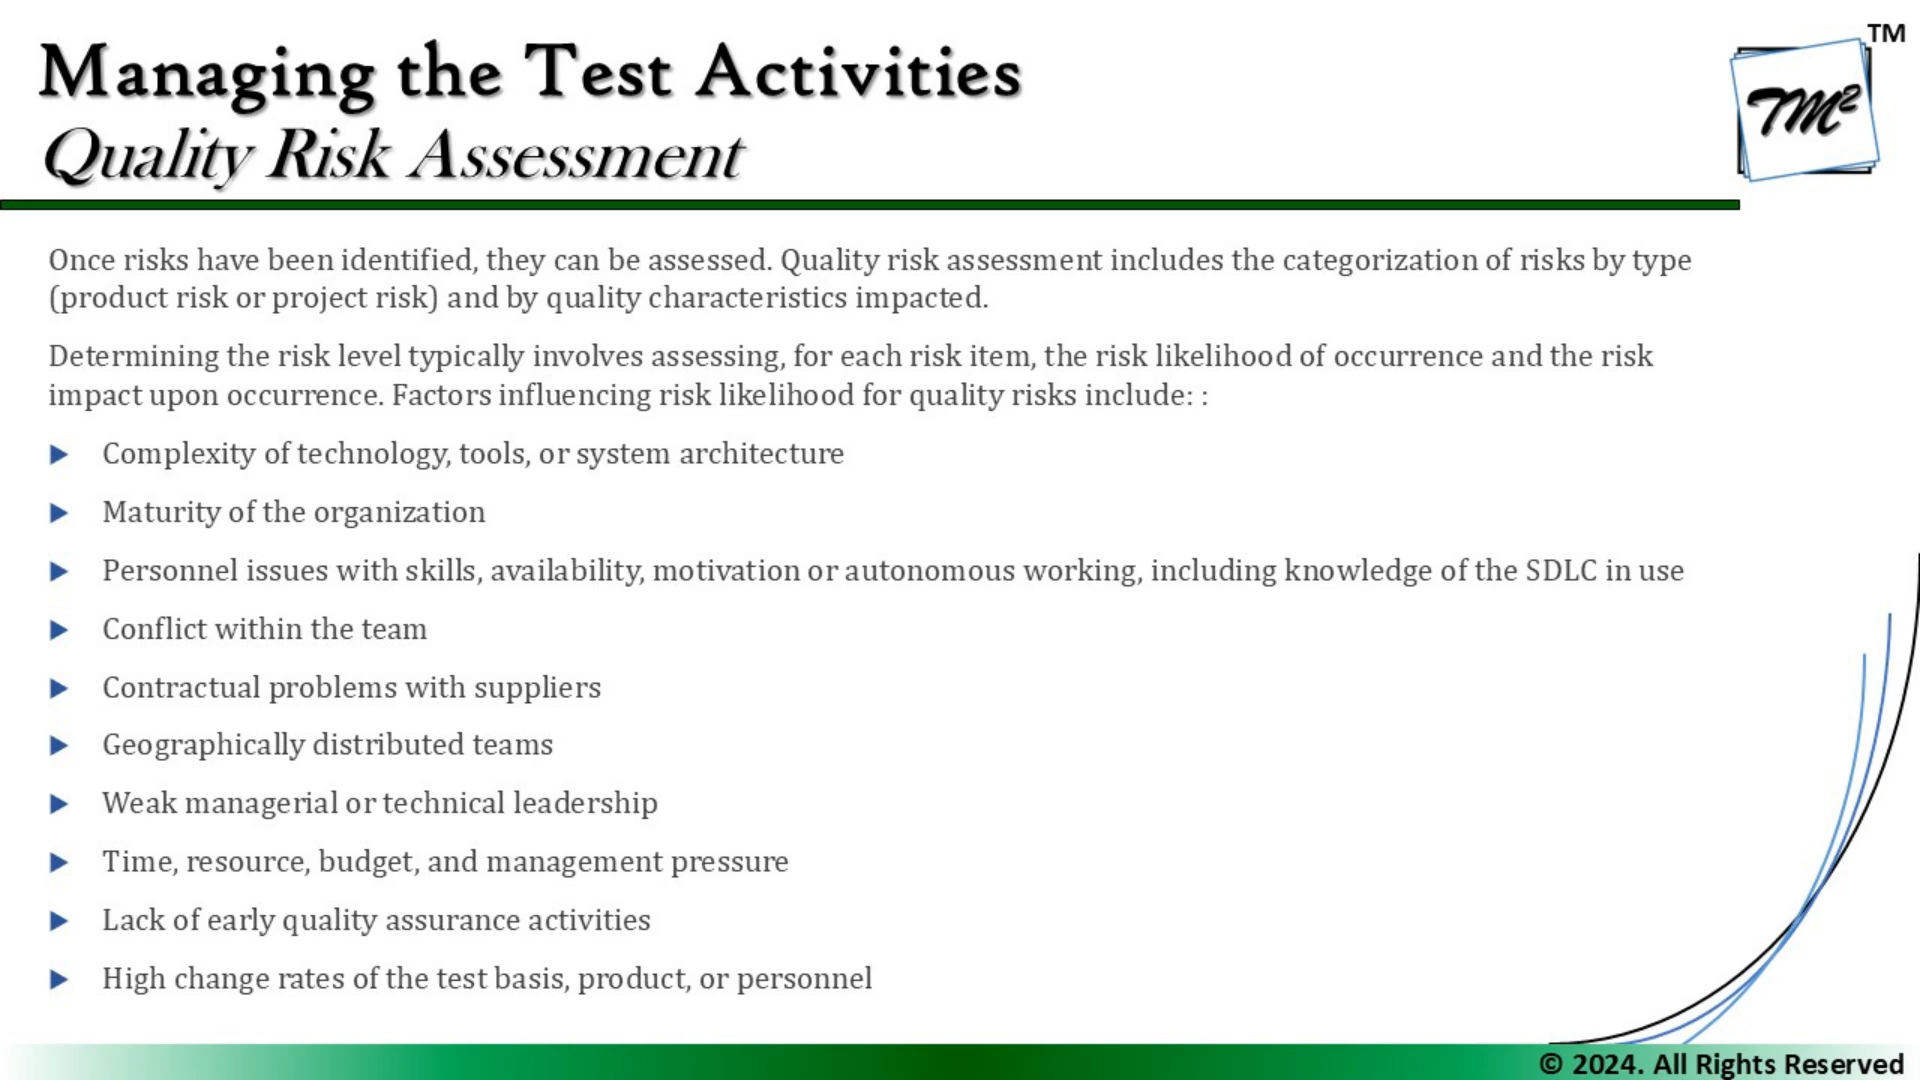 Managing the Test Activities
Quality Risk Assessment
TM
TM²
Once risks have been identified, they can be assessed. Quality risk assessment includes the categorization of risks by type
(product risk or project risk) and by quality characteristics impacted.
Determining the risk level typically involves assessing, for each risk item, the risk likelihood of occurrence and the risk
impact upon occurrence. Factors influencing risk likelihood for quality risks include: :
Complexity of technology, tools, or system architecture
Maturity of the organization
Personnel issues with skills, availability, motivation or autonomous working, including knowledge of the SDLC in use
Conflict within the team
Contractual problems with suppliers
Geographically distributed teams
Weak managerial or technical leadership
Time, resource, budget, and management pressure
Lack of early quality assurance activities
High change rates of the test basis, product, or personnel
© 2024. All Rights Reserved